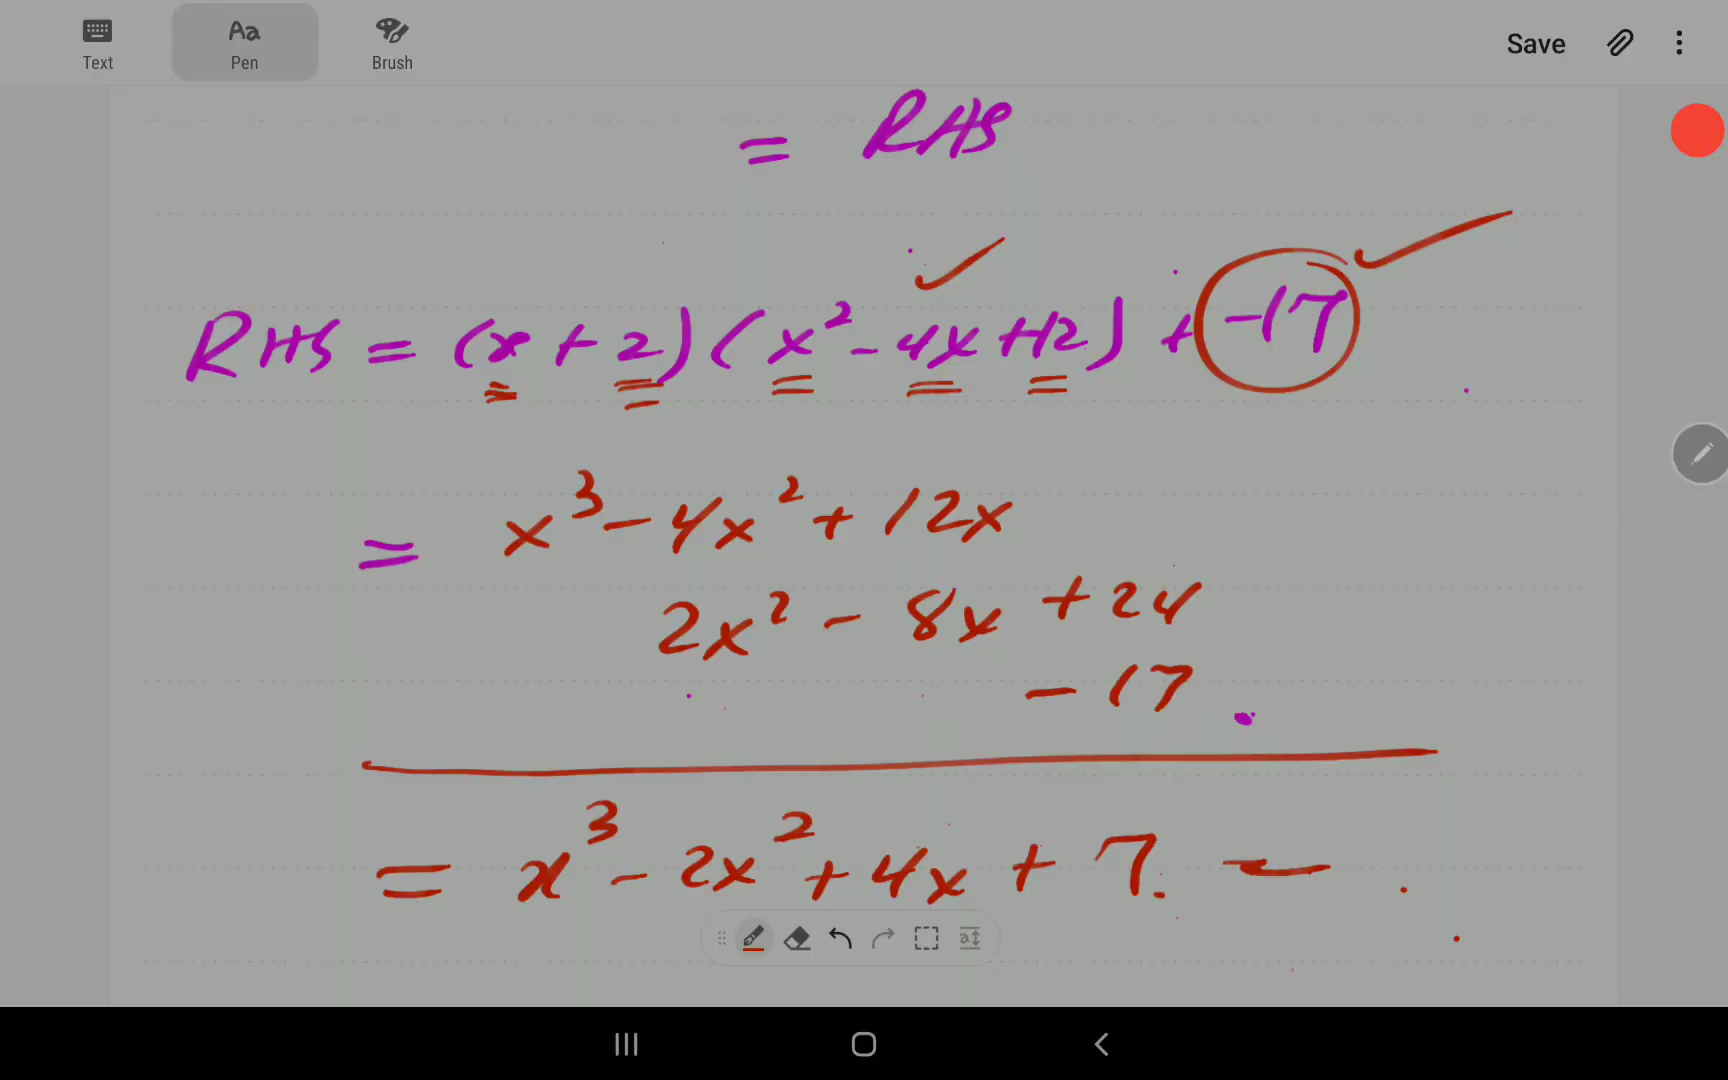 Text Aa Pen Brush Save
= RHS
RHS = (x + 2) (x² - 4x + 12) + -17
= x³ - 4x² + 12x
2x² - 8x + 24
- 17
= x³ - 2x² + 4x + 7. -
a